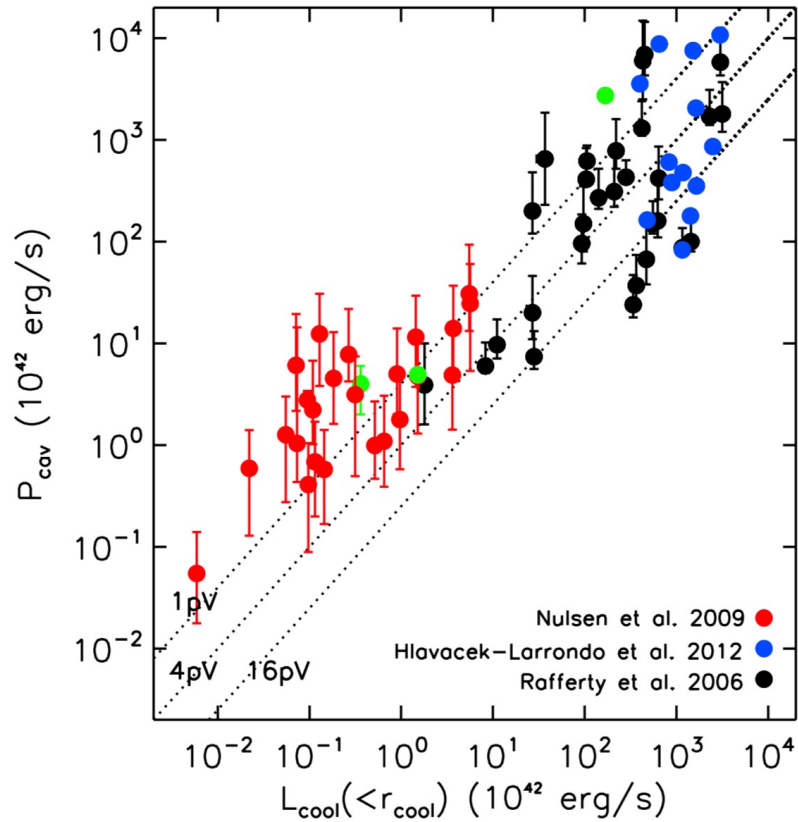 10⁴
10³
10²
10¹
10⁰
10⁻¹
10⁻²
P_cav (10⁴² erg/s)
1pV
4pV
16pV
Nulsen et al. 2009
Hlavacek-Larrondo et al. 2012
Rafferty et al. 2006
10⁻² 10⁻¹ 10⁰ 10¹ 10² 10³ 10⁴
L_cool(<r_cool) (10⁴² erg/s)